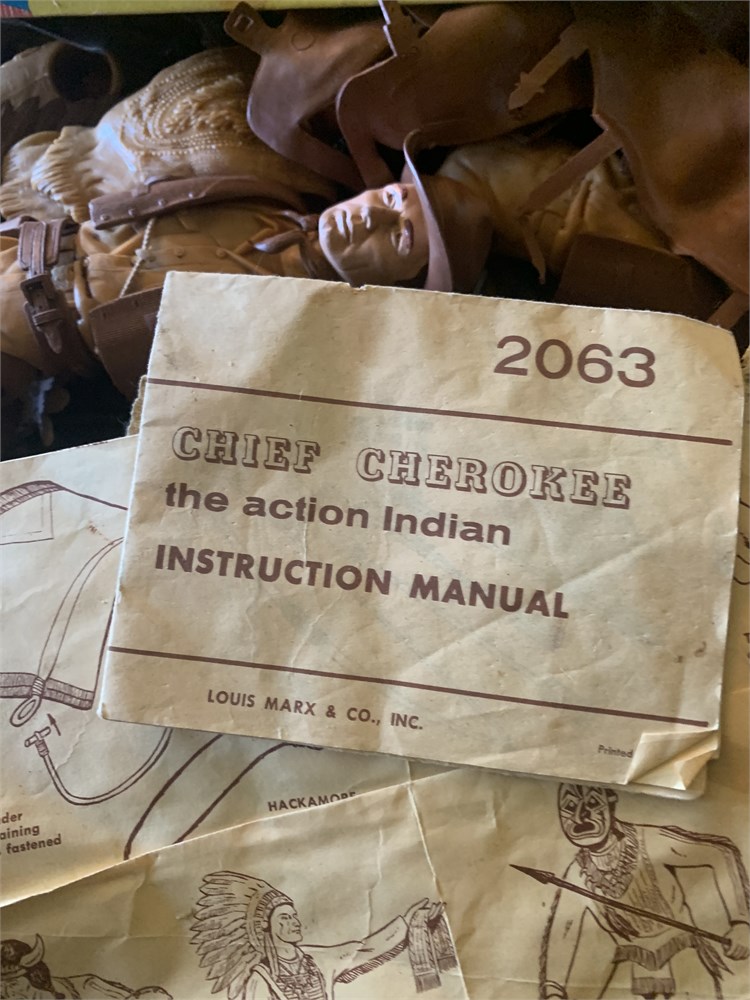 2063
CHIEF CHEROKEE
the action Indian
INSTRUCTION MANUAL
LOUIS MARX & CO., INC.
Printed
HACKAMORE
der
aining
fastened